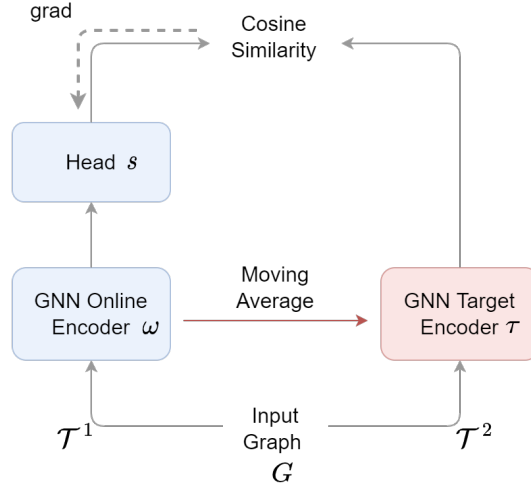 grad
Cosine
Similarity
Head s
GNN Online
Encoder ω
Moving
Average
GNN Target
Encoder τ
𝒯¹
Input
Graph
G
𝒯²